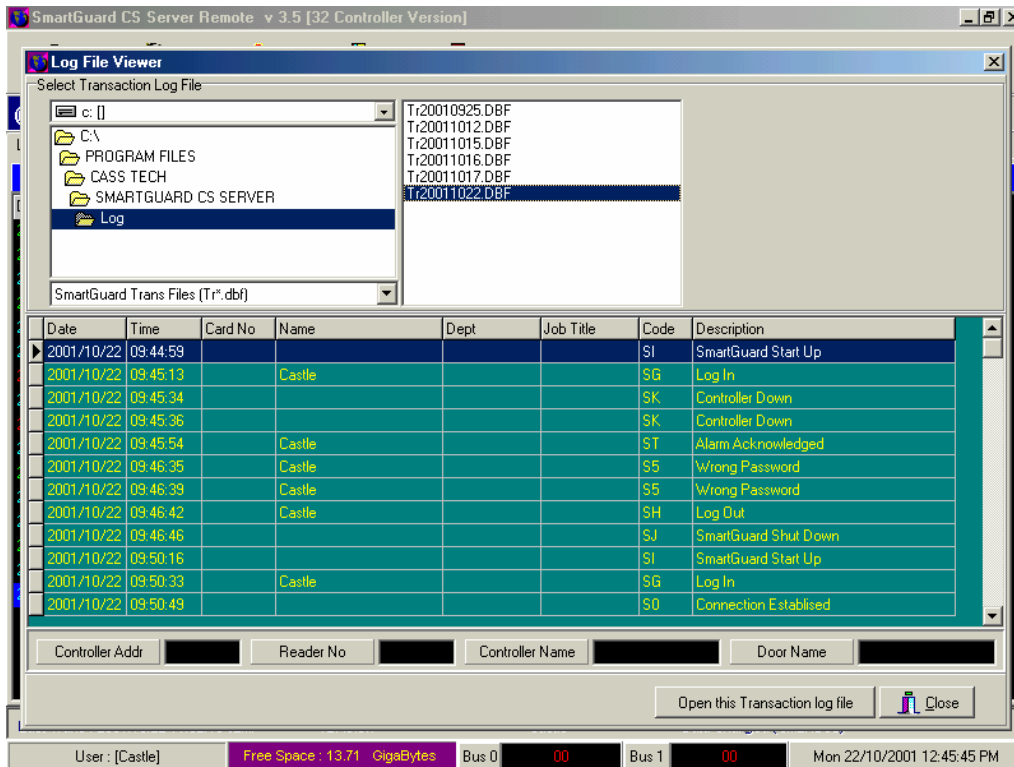 SmartGuard CS Server Remote v 3.5 [32 Controller Version]
Log File Viewer
Select Transaction Log File
c: []
C:\
PROGRAM FILES
CASS TECH
SMARTGUARD CS SERVER
Log
SmartGuard Trans Files (Tr*.dbf)
Tr20010925.DBF
Tr20011012.DBF
Tr20011015.DBF
Tr20011016.DBF
Tr20011017.DBF
Tr20011022.DBF
Date Time Card No Name Dept Job Title Code Description
2001/10/22 09:44:59 SI SmartGuard Start Up
2001/10/22 09:45:13 Castle SG Log In
2001/10/22 09:45:34 SK Controller Down
2001/10/22 09:45:36 SK Controller Down
2001/10/22 09:45:54 Castle ST Alarm Acknowledged
2001/10/22 09:46:35 Castle S5 Wrong Password
2001/10/22 09:46:39 Castle S5 Wrong Password
2001/10/22 09:46:42 Castle SH Log Out
2001/10/22 09:46:46 SJ SmartGuard Shut Down
2001/10/22 09:50:16 SI SmartGuard Start Up
2001/10/22 09:50:33 Castle SG Log In
2001/10/22 09:50:49 S0 Connection Establised
Controller Addr Reader No Controller Name Door Name
Open this Transaction log file Close
User : [Castle] Free Space : 13.71 GigaBytes Bus 0 00 Bus 1 00 Mon 22/10/2001 12:45:45 PM